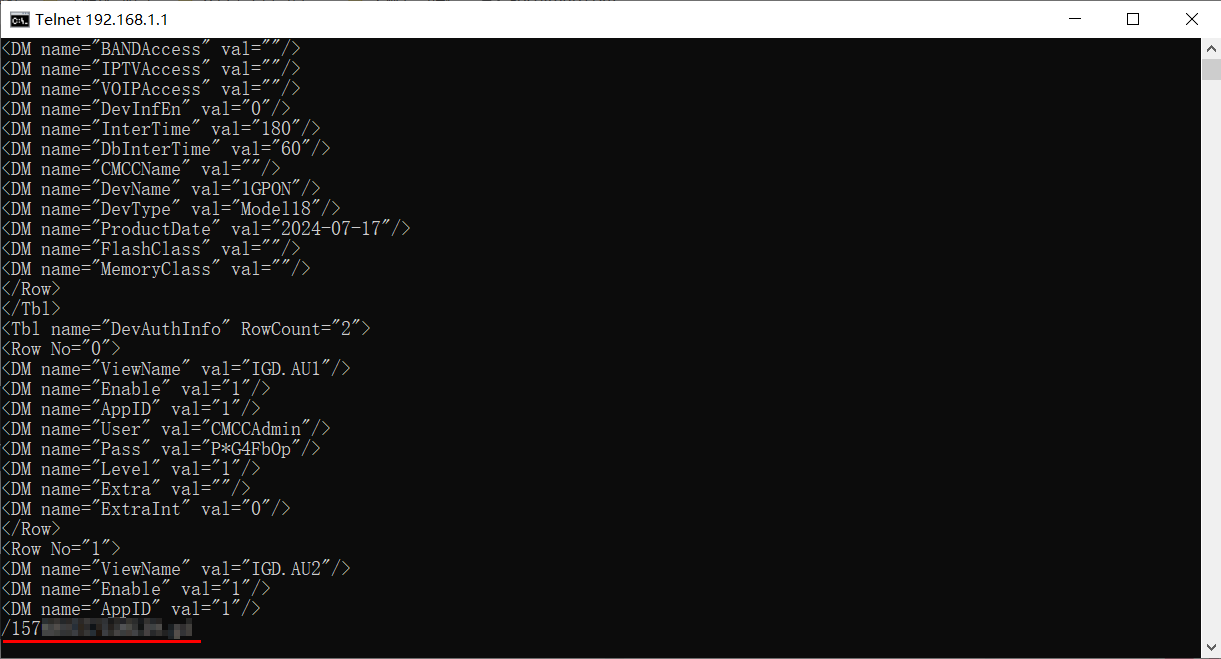 Telnet 192.168.1.1
<DM name="BANDAccess" val=""/>
<DM name="IPTVAccess" val=""/>
<DM name="VOIPAccess" val=""/>
<DM name="DevInfEn" val="0"/>
<DM name="InterTime" val="180"/>
<DM name="DbInterTime" val="60"/>
<DM name="CMCCName" val=""/>
<DM name="DevName" val="1GPON"/>
<DM name="DevType" val="Model18"/>
<DM name="ProductDate" val="2024-07-17"/>
<DM name="FlashClass" val=""/>
<DM name="MemoryClass" val=""/>
</Row>
</Tbl>
<Tbl name="DevAuthInfo" RowCount="2">
<Row No="0">
<DM name="ViewName" val="IGD.AU1"/>
<DM name="Enable" val="1"/>
<DM name="AppID" val="1"/>
<DM name="User" val="CMCCAdmin"/>
<DM name="Pass" val="P*G4FbOp"/>
<DM name="Level" val="1"/>
<DM name="Extra" val=""/>
<DM name="ExtraInt" val="0"/>
</Row>
<Row No="1">
<DM name="ViewName" val="IGD.AU2"/>
<DM name="Enable" val="1"/>
<DM name="AppID" val="1"/>
/157